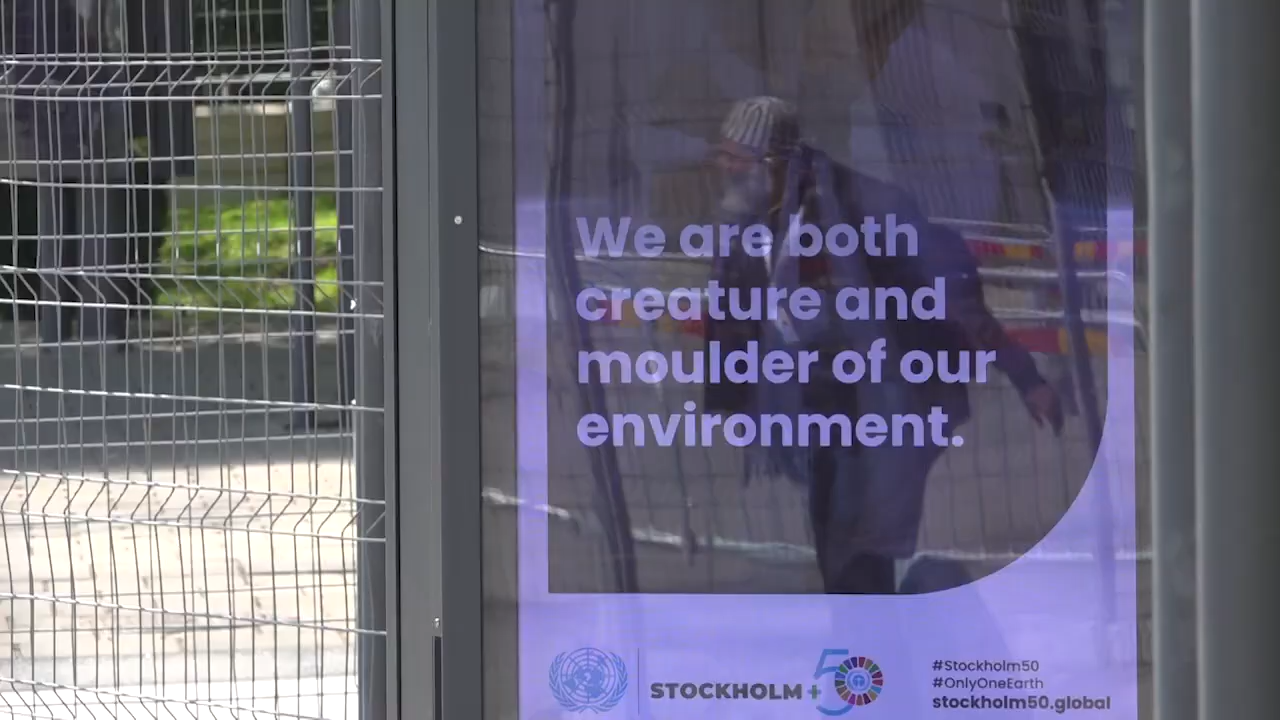 We are both
creature and
moulder of our
environment.
STOCKHOLM+50
#Stockholm50
#OnlyOneEarth
stockholm50.global